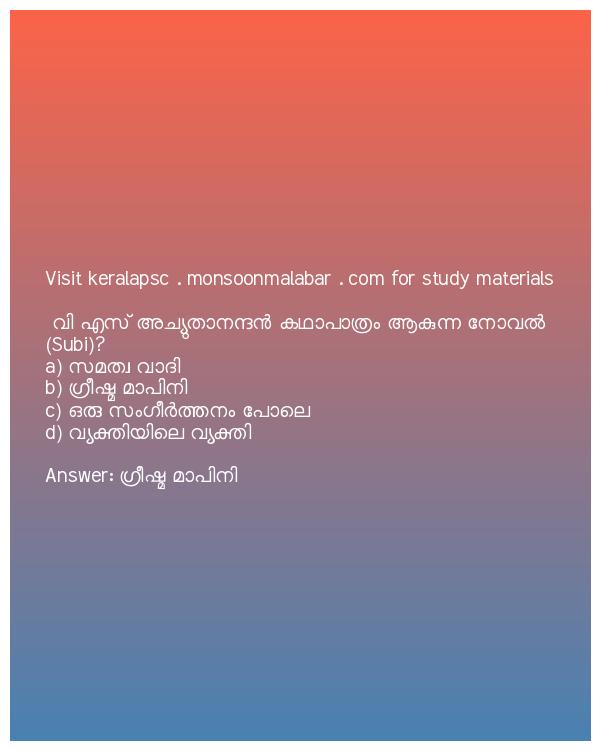 Visit keralapsc . monsoonmalabar . com for study materials
വി എസ് അച്യുതാനന്ദൻ കഥാപാത്രം ആകുന്ന നോവൽ
(Subi)?
a) സമത്വ വാദി
b) ഗ്രീഷ്മ മാപിനി
c) ഒരു സംഗീർത്തനം പോലെ
d) വ്യക്തിയിലെ വ്യക്തി
Answer: ഗ്രീഷ്മ മാപിനി